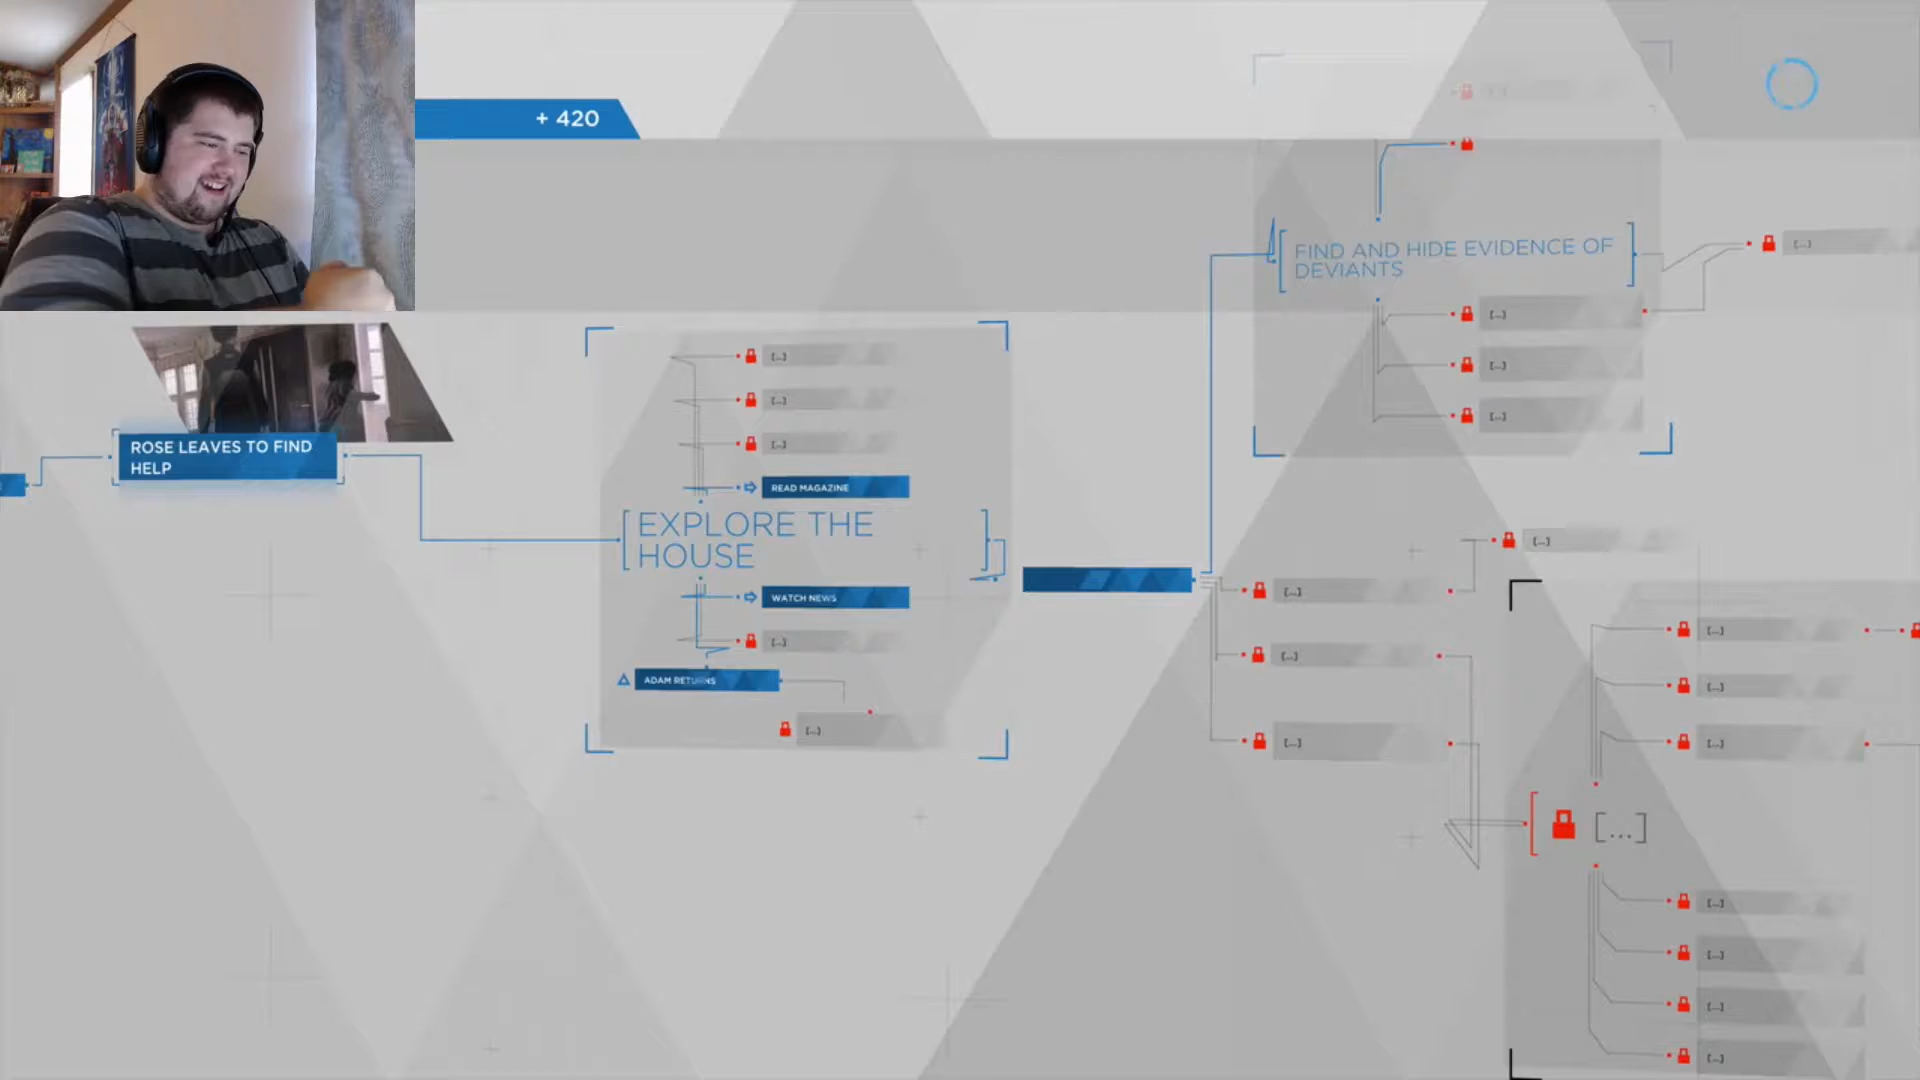 + 420
FIND AND HIDE EVIDENCE OF
DEVIANTS
[...]
[...]
[...]
[...]
ROSE LEAVES TO FIND
HELP
[...]
[...]
[...]
READ MAGAZINE
EXPLORE THE
HOUSE
WATCH NEWS
[...]
ADAM RETURNS
[...]
[...]
[...]
[...]
[...]
[...]
[...]
[...]
[...]
[...]
[...]
[...]
[...]